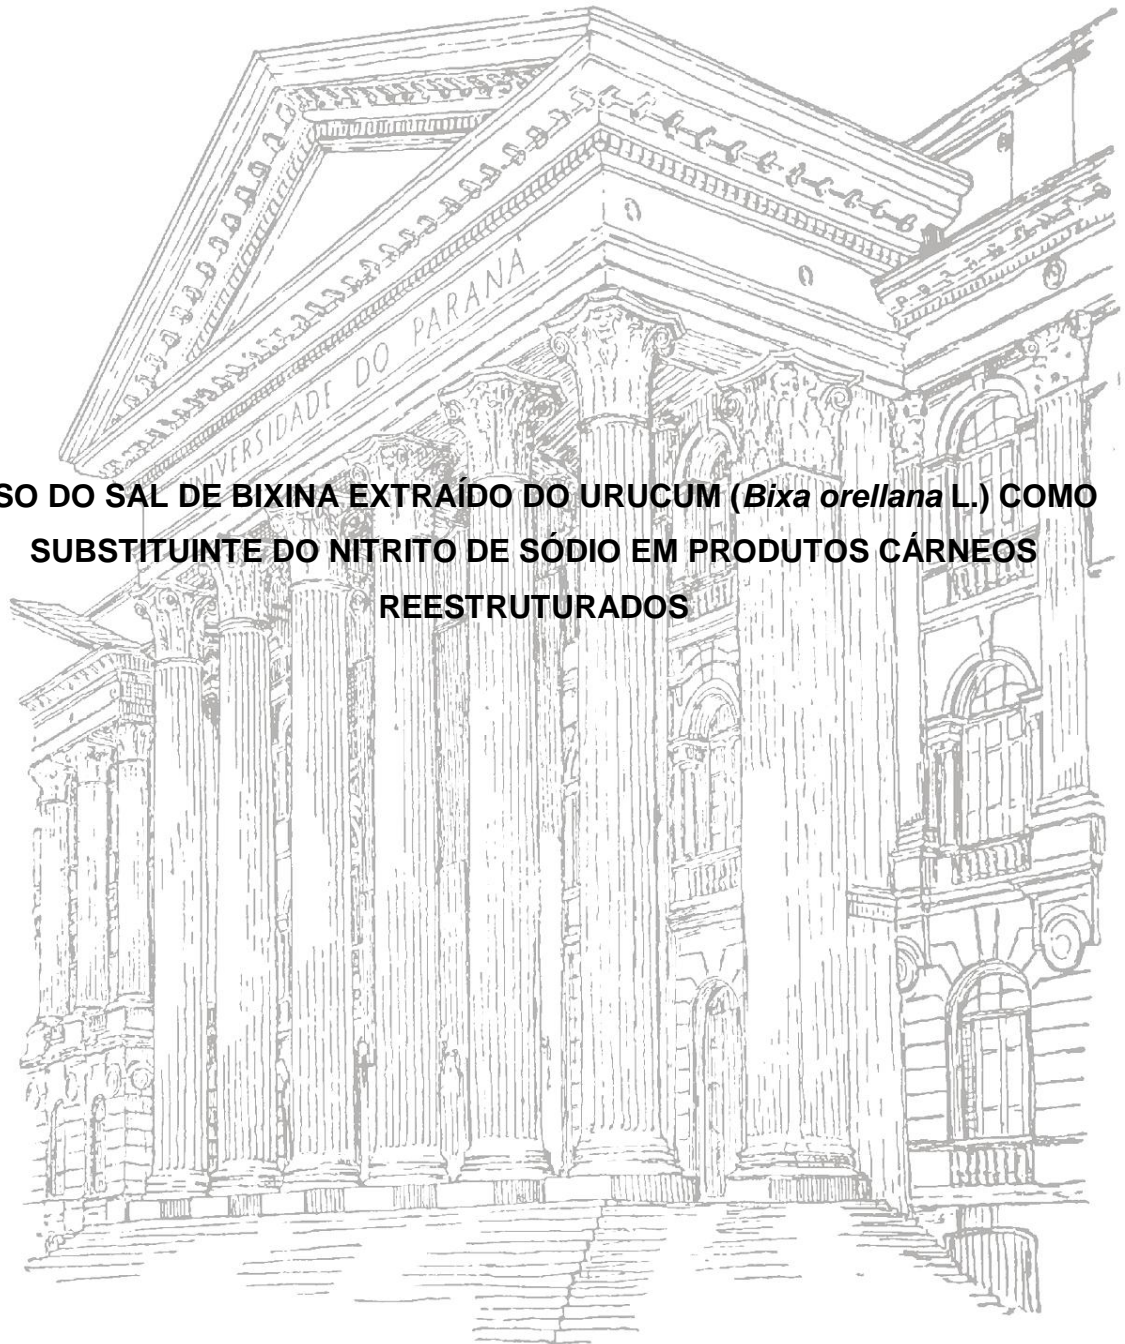 UNIVERSIDADE DO PARANÁ
SO DO SAL DE BIXINA EXTRAÍDO DO URUCUM (Bixa orellana L.) COMO
SUBSTITUINTE DO NITRITO DE SÓDIO EM PRODUTOS CÁRNEOS
REESTRUTURADOS